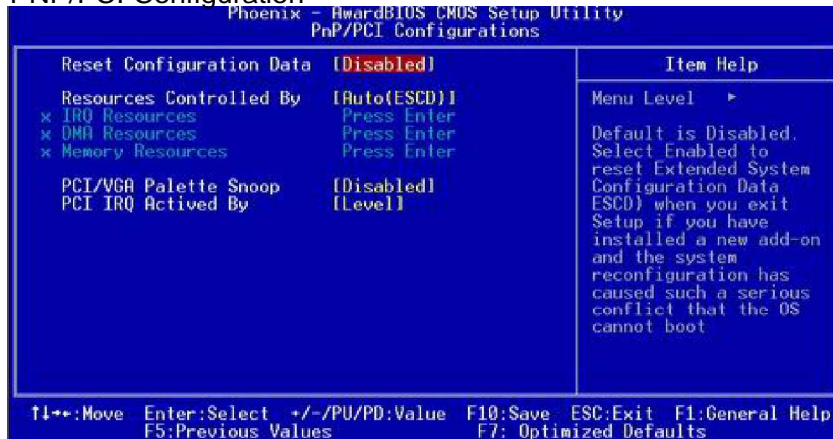 PNP/PCI Configuration
Phoenix - AwardBIOS CMOS Setup Utility
PnP/PCI Configurations
Reset Configuration Data [Disabled]
Resources Controlled By [Auto(ESCD)]
x IRQ Resources Press Enter
x DMA Resources Press Enter
x Memory Resources Press Enter
PCI/VGA Palette Snoop [Disabled]
PCI IRQ Actived By [Level]
Item Help
Menu Level ►
Default is Disabled.
Select Enabled to
reset Extended System
Configuration Data
ESCD) when you exit
Setup if you have
installed a new add-on
and the system
reconfiguration has
caused such a serious
conflict that the OS
cannot boot
↑↓→←:Move Enter:Select +/-/PU/PD:Value F10:Save ESC:Exit F1:General Help
F5:Previous Values F7: Optimized Defaults